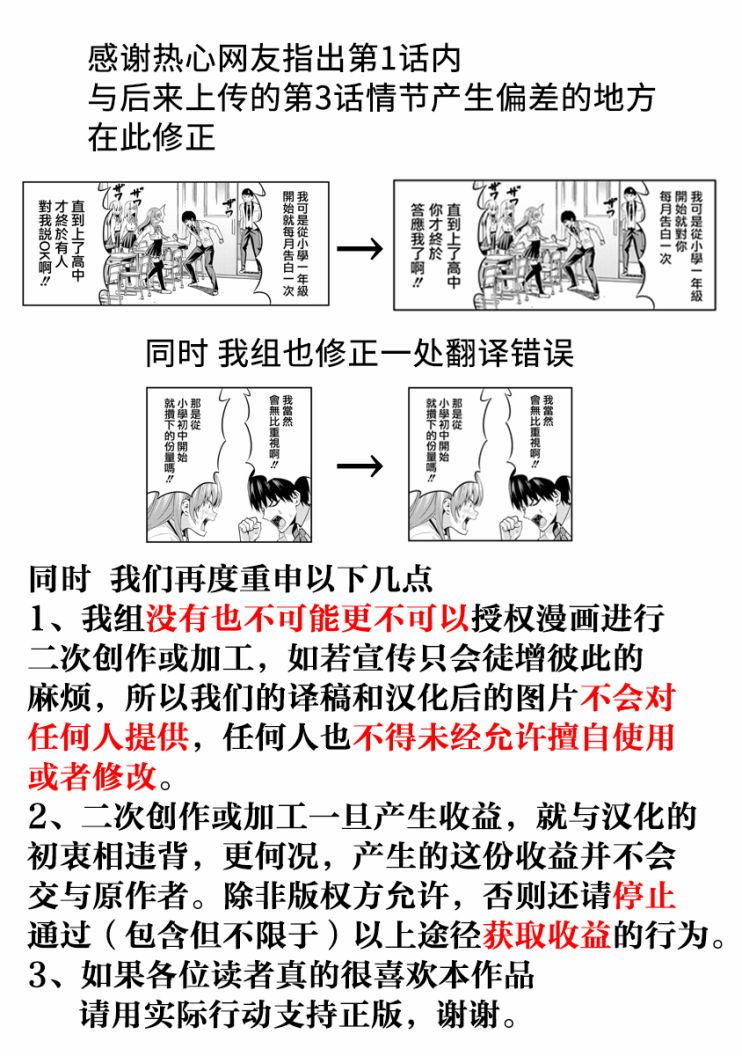 感谢热心网友指出第1话内
与后来上传的第3话情节产生偏差的地方
在此修正
我可是從小學一年級
開始就每月告白一次
ザワ
ザワ
ザワ
直到上了高中
才終於有人
對我説OK啊!!
→
我可是從小學一年級
開始就對你
每月告白一次
ザワ
ザワ
ザワ
直到上了高中
你才終於
答應我了啊!!
同时 我组也修正一处翻译错误
我當然
會無比重視啊!!
那是從
小學初中開始
就攢下的份量嗎!!
→
我當然
會無比重視啊!!
那是從
小學初中開始
就攢下的份量嗎!!
同时 我们再度重申以下几点
1、我组没有也不可能更不可以授权漫画进行
二次创作或加工，如若宣传只会徒增彼此的
麻烦，所以我们的译稿和汉化后的图片不会对
任何人提供，任何人也不得未经允许擅自使用
或者修改。
2、二次创作或加工一旦产生收益，就与汉化的
初衷相违背，更何况，产生的这份收益并不会
交与原作者。除非版权方允许，否则还请停止
通过（包含但不限于）以上途径获取收益的行为。
3、如果各位读者真的很喜欢本作品
请用实际行动支持正版，谢谢。